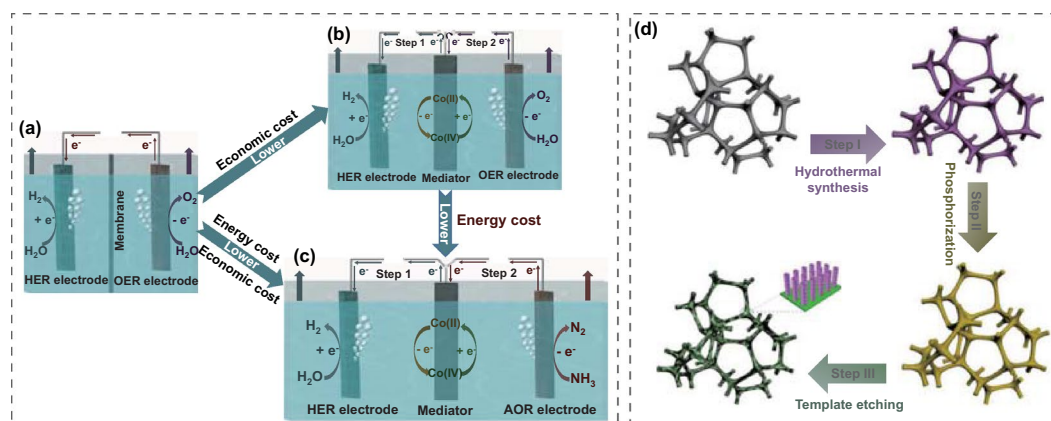 (a)
e-
e-
H2
+ e-
H2O
Membrane
O2
- e-
H2O
HER electrode
OER electrode
Economic cost
Lower
Energy cost
Lower
Economic cost
(b)
e-
Step 1
e-
e-
Step 2
e-
H2
+ e-
H2O
Co(II)
- e-
+ e-
Co(IV)
O2
- e-
H2O
HER electrode
Mediator
OER electrode
Lower
Energy cost
(c)
e-
Step 1
e-
e-
Step 2
e-
H2
+ e-
H2O
Co(II)
- e-
+ e-
Co(IV)
N2
- e-
NH3
HER electrode
Mediator
AOR electrode
(d)
Step I
Hydrothermal
synthesis
Step II
Phosphorization
Step III
Template etching